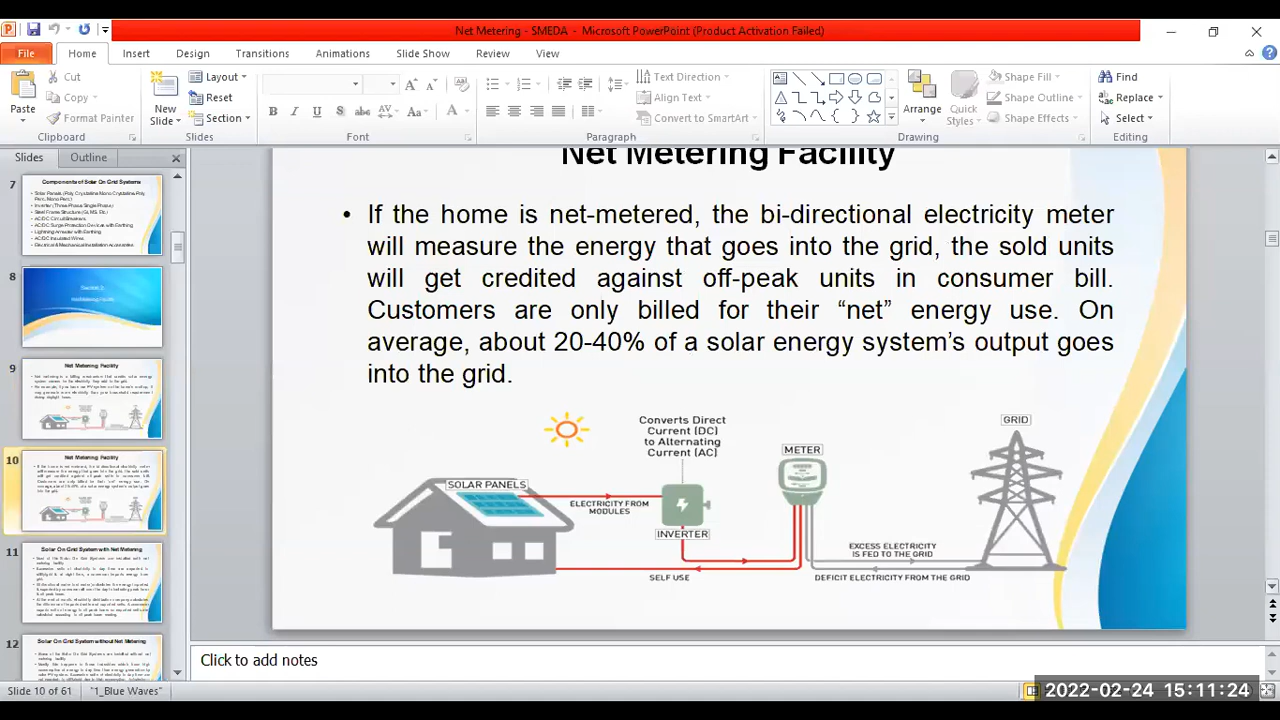 Net Metering - SMEDA - Microsoft PowerPoint (Product Activation Failed)
File Home Insert Design Transitions Animations Slide Show Review View
Paste
Cut
Copy
Format Painter
Clipboard
New Slide
Layout
Reset
Section
Slides
Font
Paragraph
Text Direction
Align Text
Convert to SmartArt
Arrange
Quick Styles
Shape Fill
Shape Outline
Shape Effects
Drawing
Find
Replace
Select
Editing
Slides Outline
7
Components of Solar On Grid Systems
8
9
Net Metering Facility
10
Net Metering Facility
11
Solar On Grid System with Net Metering
12
Solar On Grid System without Net Metering
Net Metering Facility
• If the home is net-metered, the bi-directional electricity meter
will measure the energy that goes into the grid, the sold units
will get credited against off-peak units in consumer bill.
Customers are only billed for their “net” energy use. On
average, about 20-40% of a solar energy system’s output goes
into the grid.
Converts Direct
Current (DC)
to Alternating
Current (AC)
SOLAR PANELS
ELECTRICITY FROM
MODULES
INVERTER
SELF USE
METER
EXCESS ELECTRICITY
IS FED TO THE GRID
DEFICIT ELECTRICITY FROM THE GRID
GRID
Click to add notes
Slide 10 of 61 "1_Blue Waves"
2022-02-24 15:11:24